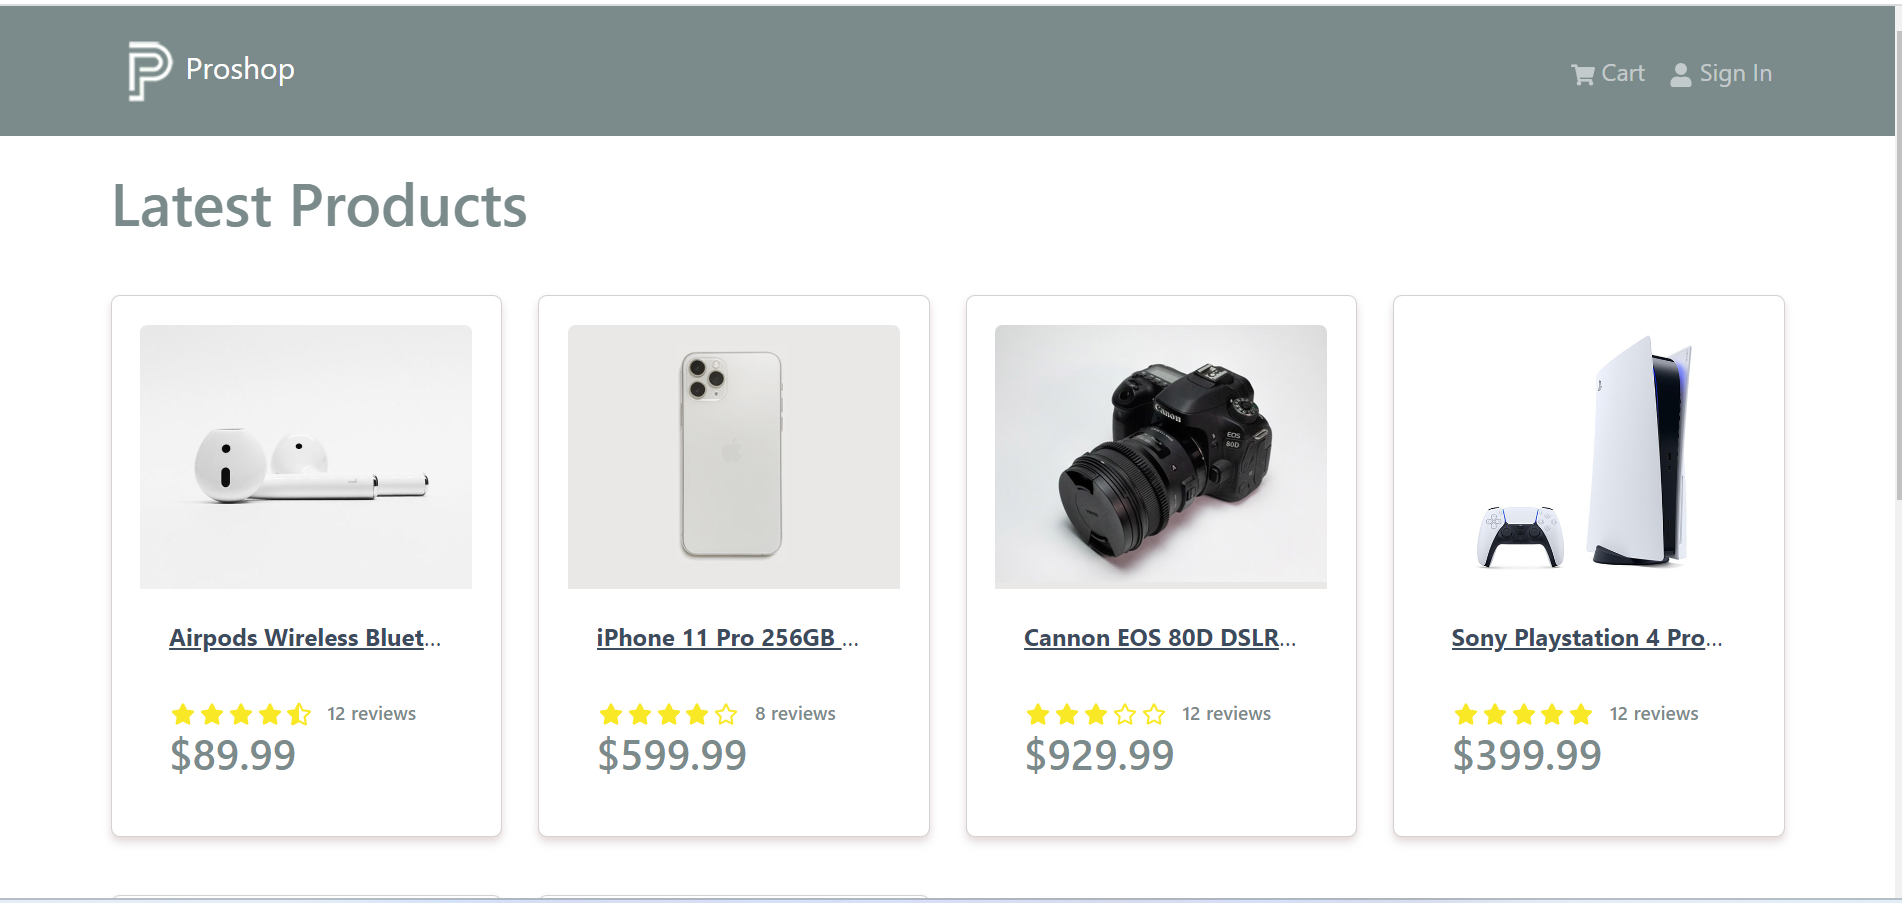 Proshop
Cart
Sign In
Latest Products
Canon
EOS
80D
Airpods Wireless Bluet...
iPhone 11 Pro 256GB ...
Cannon EOS 80D DSLR...
Sony Playstation 4 Pro...
12 reviews
8 reviews
12 reviews
12 reviews
$89.99
$599.99
$929.99
$399.99